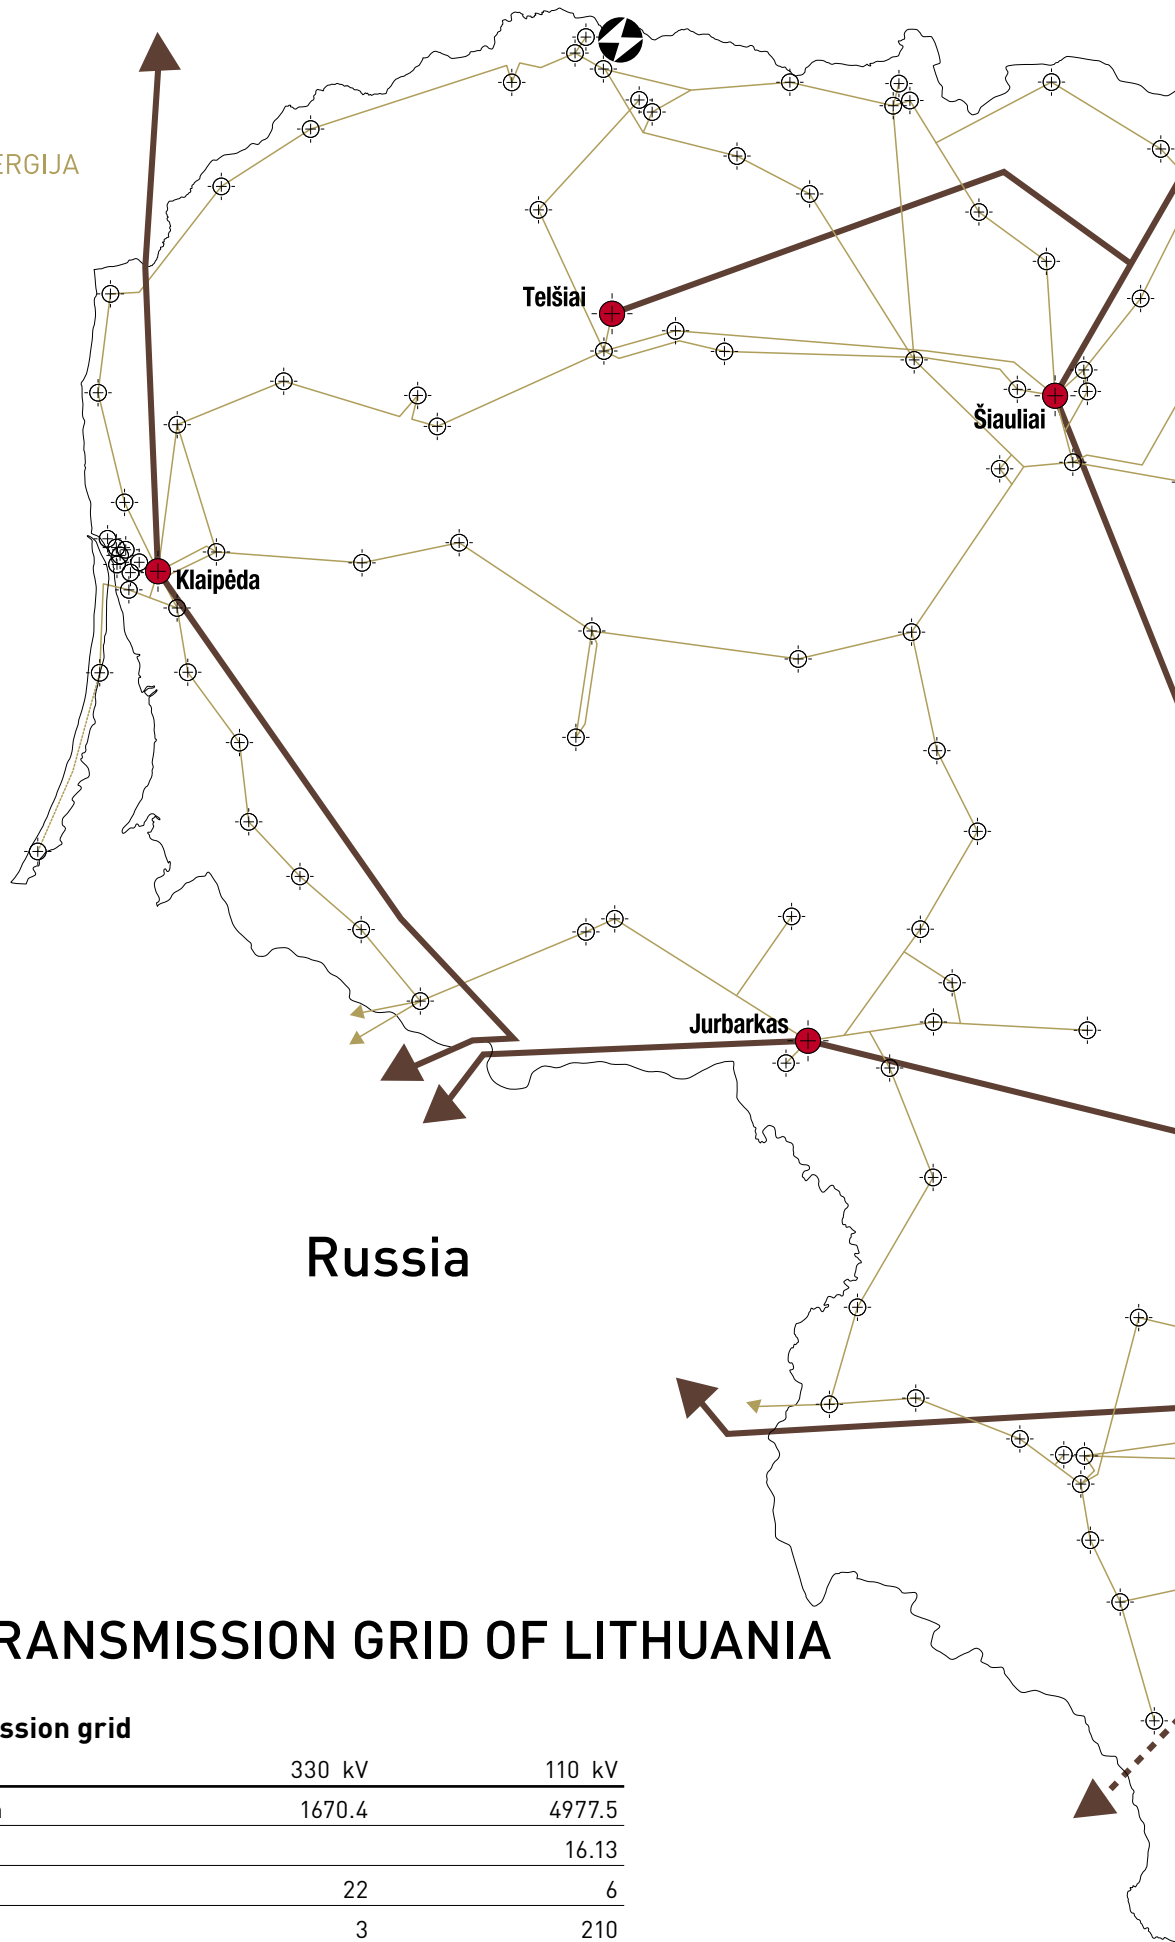 ERGIJA
Telšiai
Šiauliai
Klaipėda
Jurbarkas
Russia
RANSMISSION GRID OF LITHUANIA
ssion grid
330 kV 110 kV
1670.4 4977.5
16.13
22 6
3 210